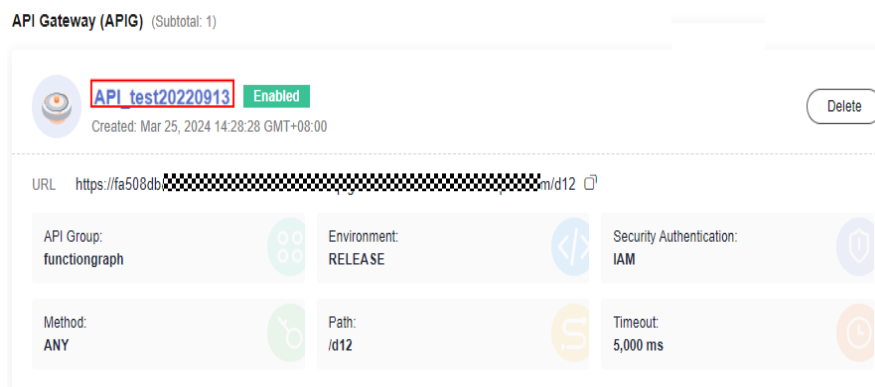 API Gateway (APIG) (Subtotal: 1)
API_test20220913 Enabled
Created: Mar 25, 2024 14:28:28 GMT+08:00
Delete
URL https://fa508db m/d12
API Group:
functiongraph
Environment:
RELEASE
Security Authentication:
IAM
Method:
ANY
Path:
/d12
Timeout:
5,000 ms